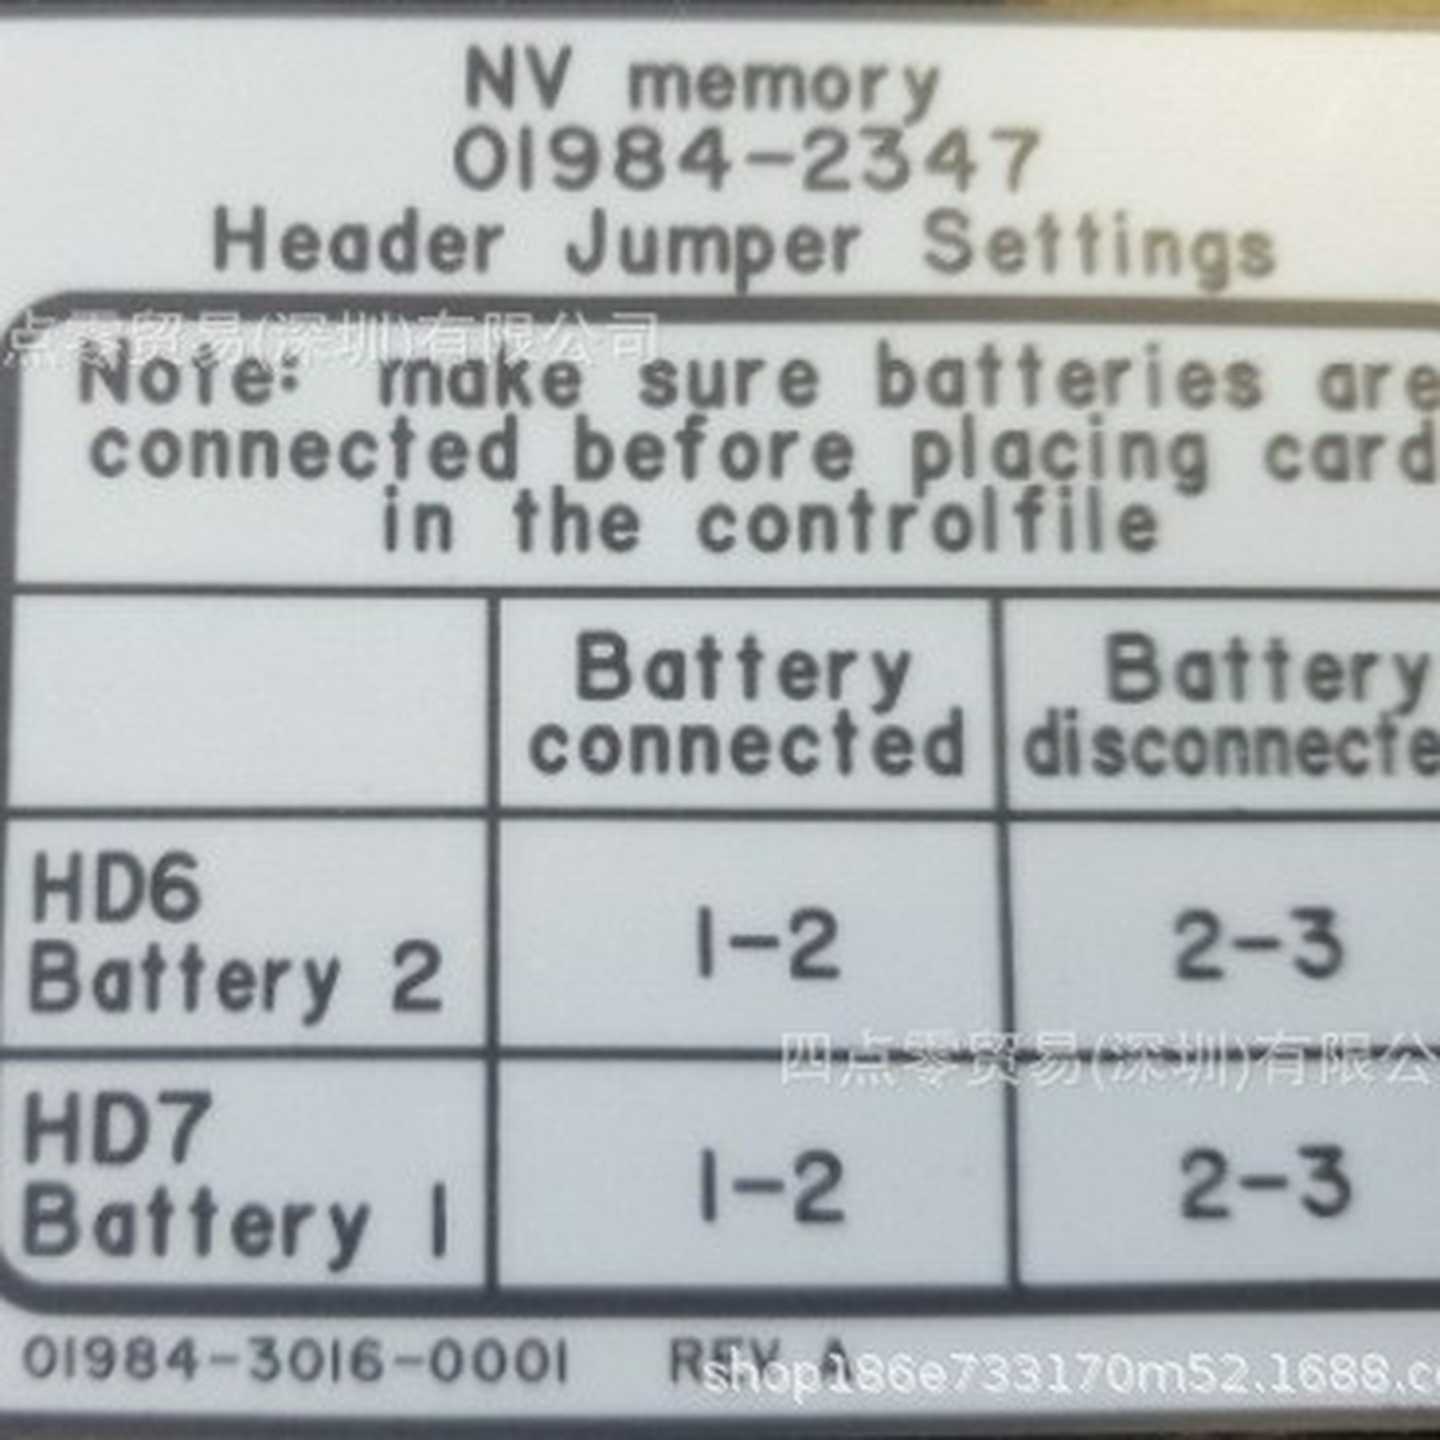 NV memory
01984-2347
Header Jumper Settings
点零贸易(深圳)有限公司
Note: make sure batteries are
connected before placing card
in the controlfile
Battery connected
Battery disconnecte
HD6
Battery 2
1-2
2-3
四点零贸易(深圳)有限公
HD7
Battery 1
1-2
2-3
01984-3016-0001 REV A
shop186e733170m52.1688.c